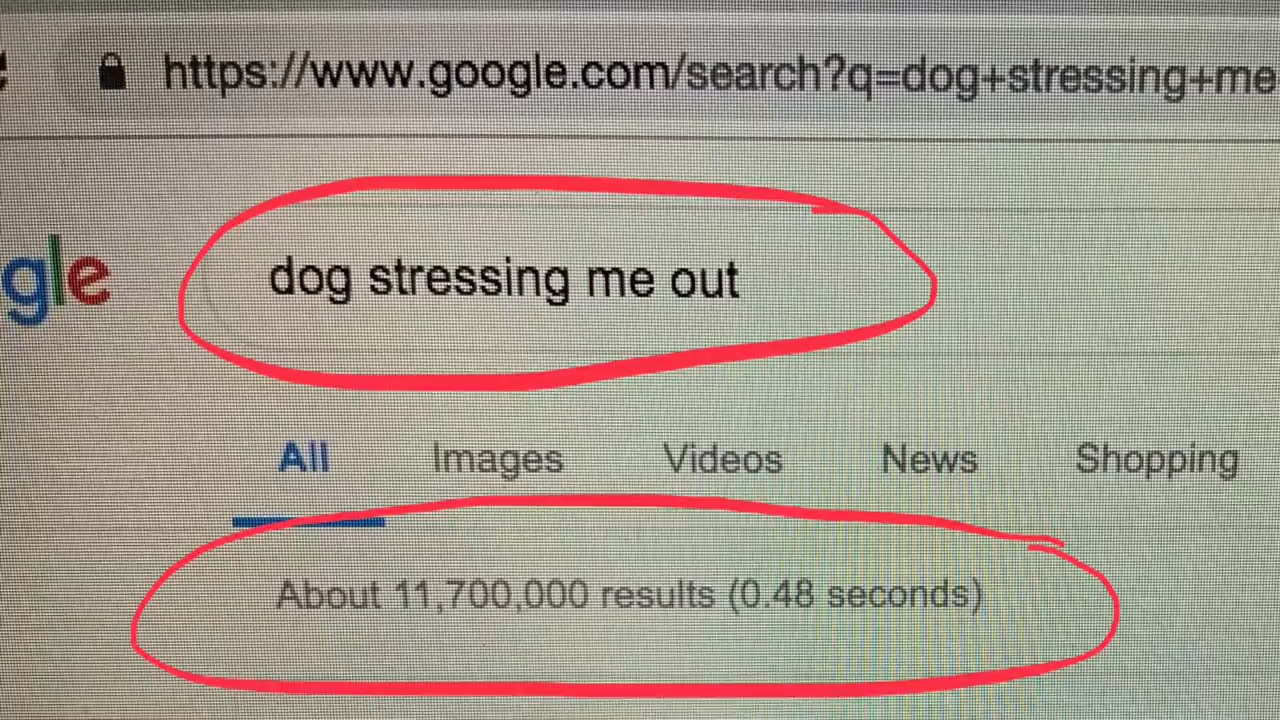 https://www.google.com/search?q=dog+stressing+me
gle
dog stressing me out
All Images Videos News Shopping
About 11,700,000 results (0.48 seconds)